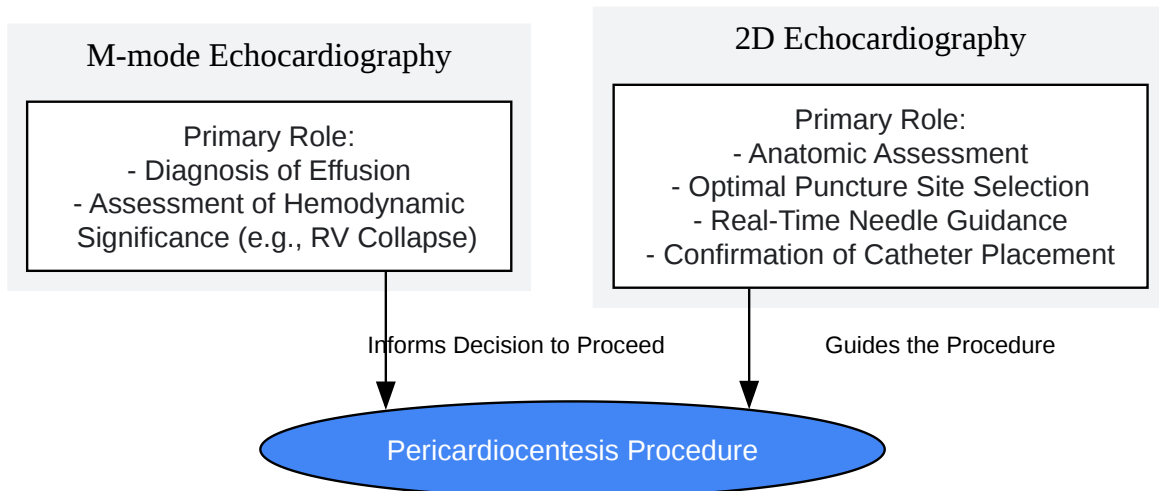 M-mode Echocardiography
Primary Role:
- Diagnosis of Effusion
- Assessment of Hemodynamic
Significance (e.g., RV Collapse)
2D Echocardiography
Primary Role:
- Anatomic Assessment
- Optimal Puncture Site Selection
- Real-Time Needle Guidance
- Confirmation of Catheter Placement
Informs Decision to Proceed
Guides the Procedure
Pericardiocentesis Procedure